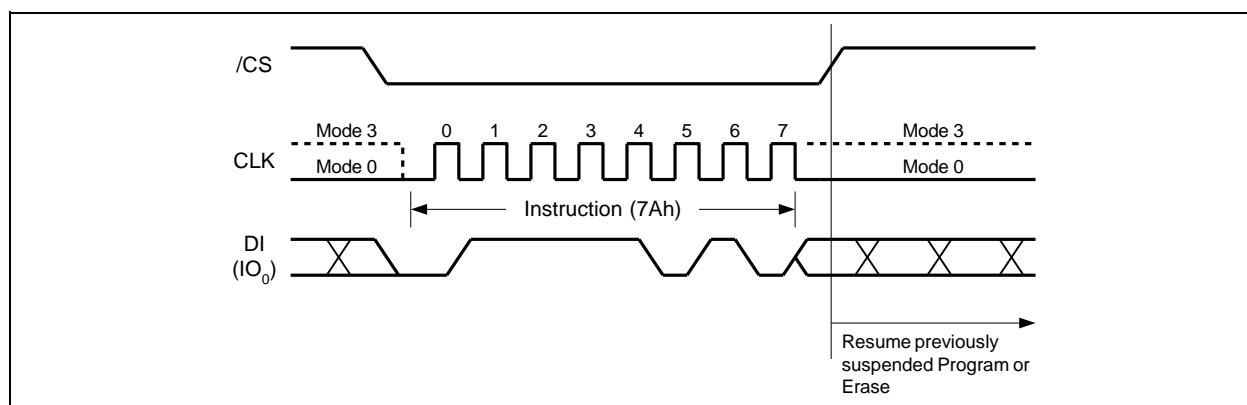 /CS
Mode 3
0 1 2 3 4 5 6 7
Mode 3
CLK
Mode 0
Mode 0
Instruction (7Ah)
DI
(IO0)
Resume previously
suspended Program or
Erase